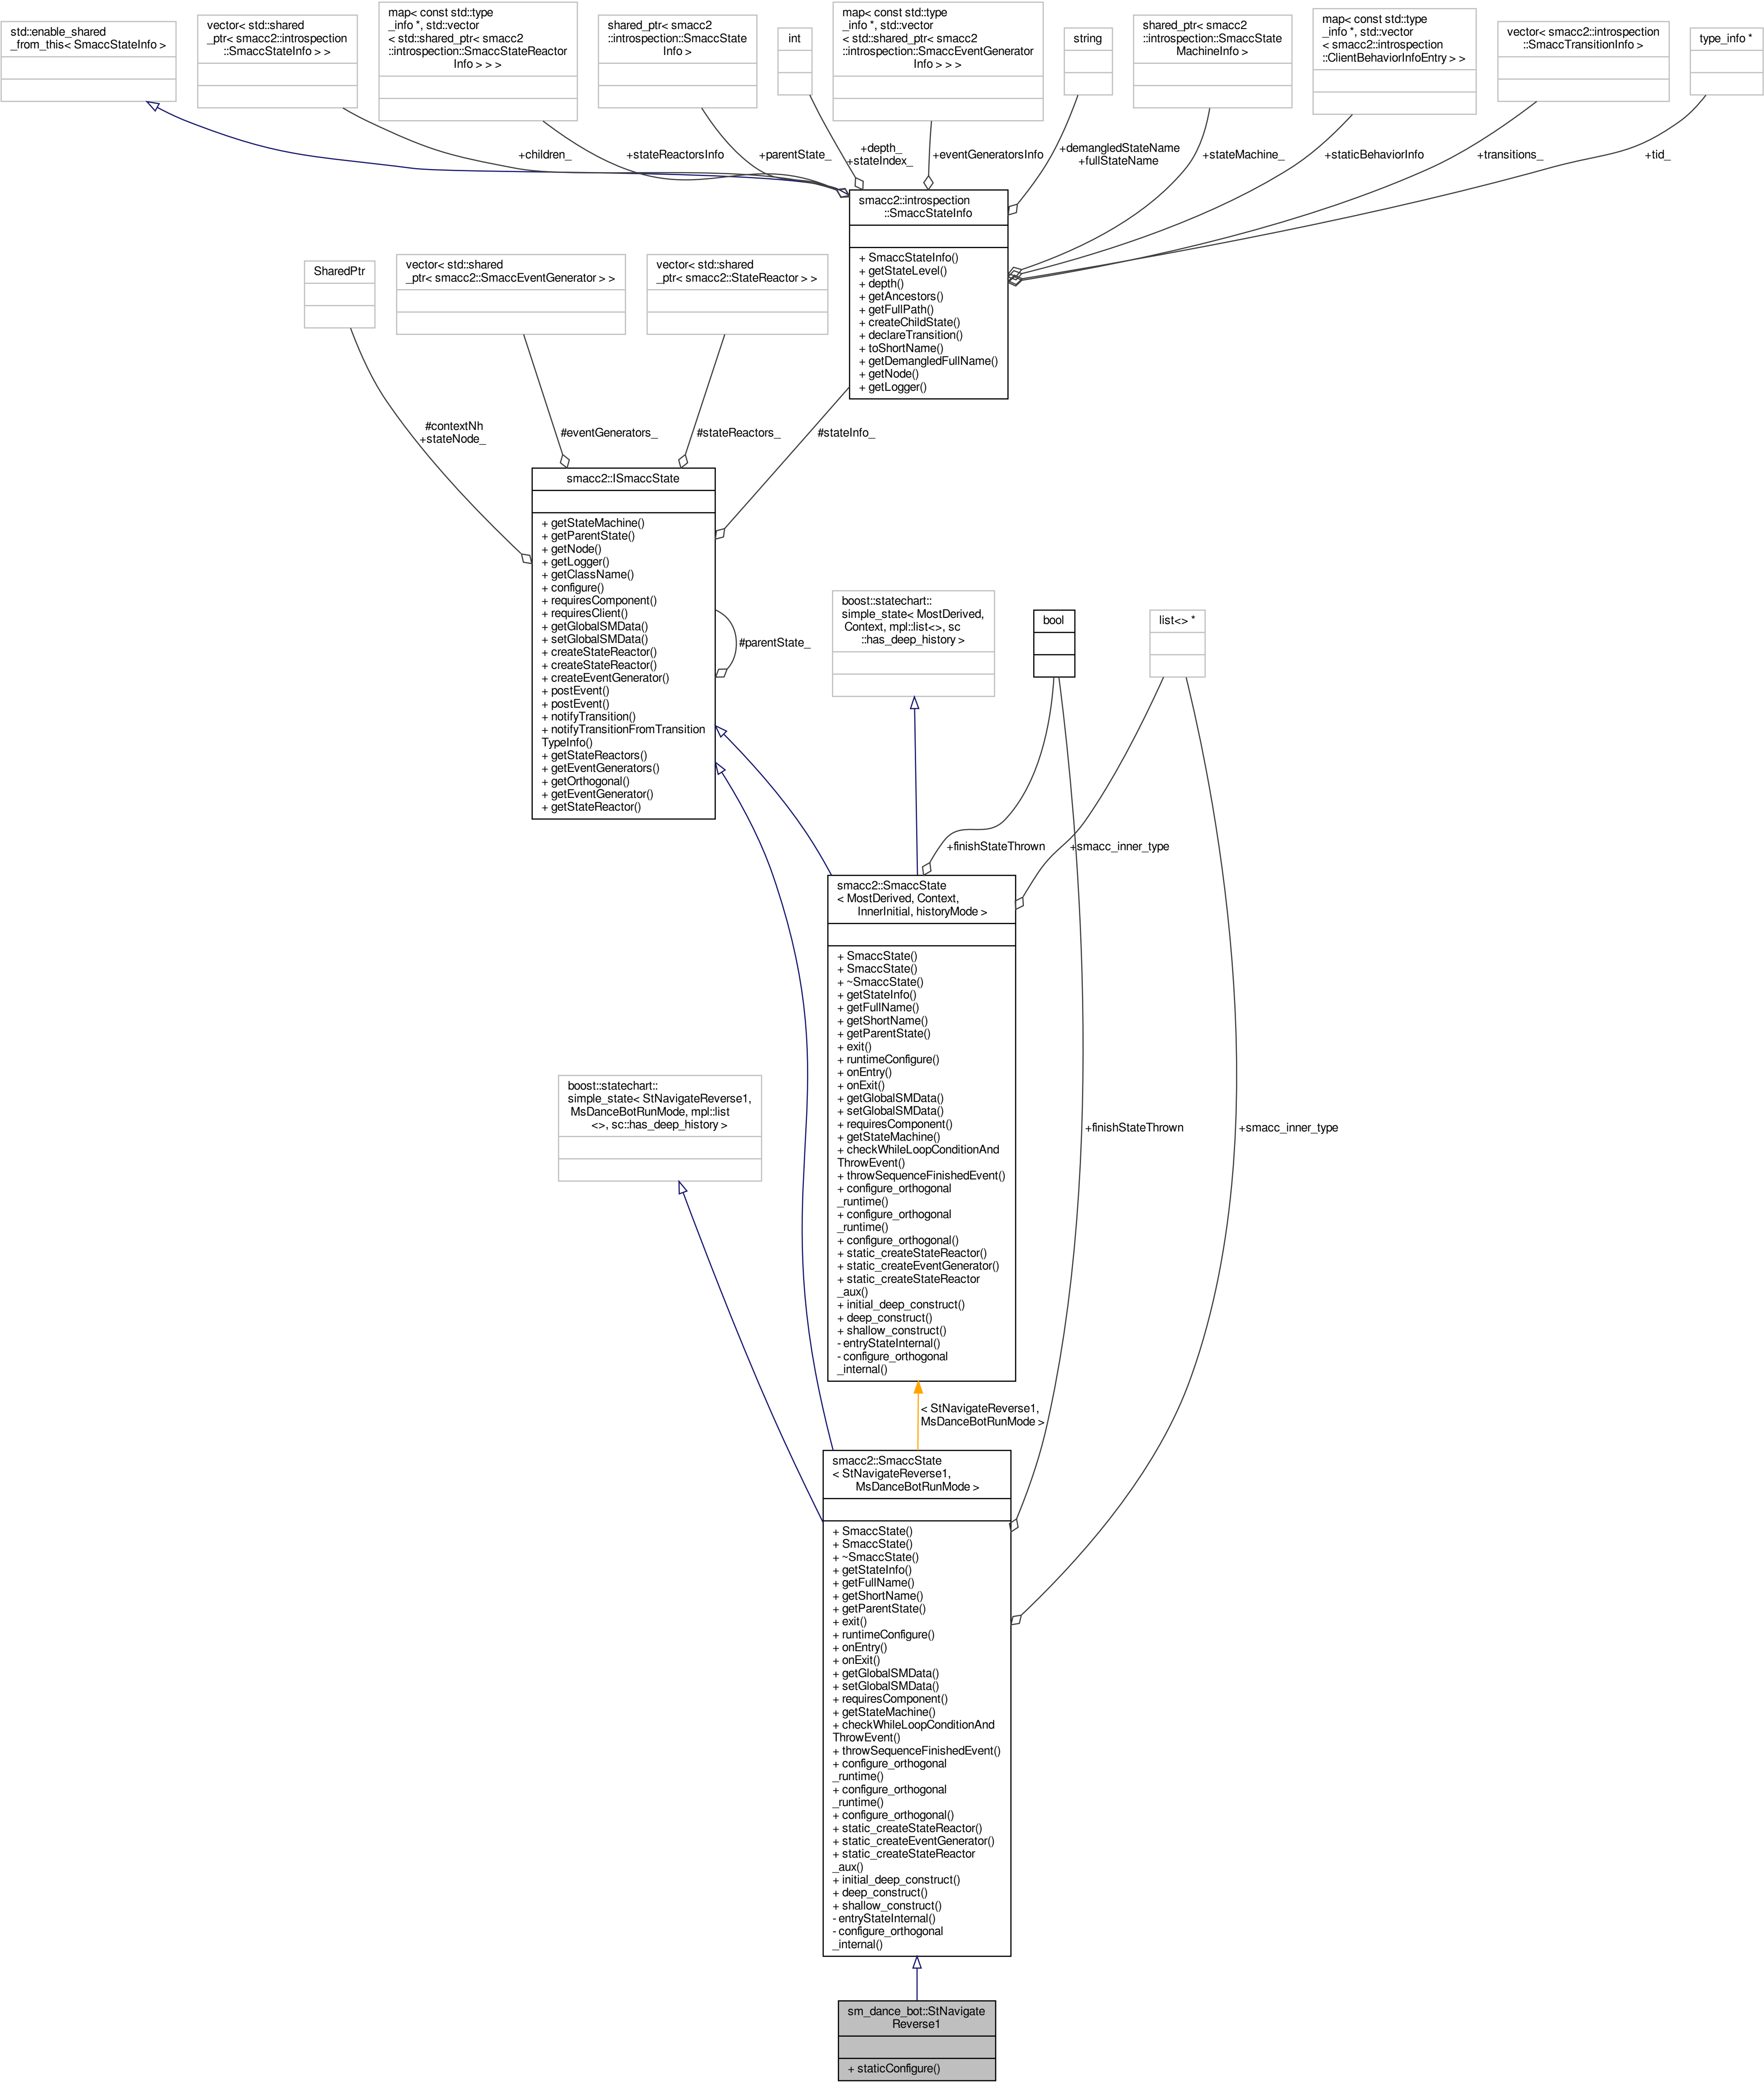 std::enable_shared
_from_this< SmaccStateInfo >
vector< std::shared
_ptr< smacc2::introspection
::SmaccStateInfo > >
map< const std::type
_info *, std::vector
< std::shared_ptr< smacc2
::introspection::SmaccStateReactor
Info > > >
shared_ptr< smacc2
::introspection::SmaccState
Info >
int
map< const std::type
_info *, std::vector
< std::shared_ptr< smacc2
::introspection::SmaccEventGenerator
Info > > >
string
shared_ptr< smacc2
::introspection::SmaccState
MachineInfo >
map< const std::type
_info *, std::vector
< smacc2::introspection
::ClientBehaviorInfoEntry > >
vector< smacc2::introspection
::SmaccTransitionInfo >
type_info *
+children_
+stateReactorsInfo
+parentState_
+depth_
+stateIndex_
+eventGeneratorsInfo
+demangledStateName
+fullStateName
+stateMachine_
+staticBehaviorInfo
+transitions_
+tid_
smacc2::introspection
::SmaccStateInfo
+ SmaccStateInfo()
+ getStateLevel()
+ depth()
+ getAncestors()
+ getFullPath()
+ createChildState()
+ declareTransition()
+ toShortName()
+ getDemangledFullName()
+ getNode()
+ getLogger()
SharedPtr
vector< std::shared
_ptr< smacc2::SmaccEventGenerator > >
vector< std::shared
_ptr< smacc2::StateReactor > >
#contextNh
+stateNode_
#eventGenerators_
#stateReactors_
#stateInfo_
smacc2::ISmaccState
+ getStateMachine()
+ getParentState()
+ getNode()
+ getLogger()
+ getClassName()
+ configure()
+ requiresComponent()
+ requiresClient()
+ getGlobalSMData()
+ setGlobalSMData()
+ createStateReactor()
+ createStateReactor()
+ createEventGenerator()
+ postEvent()
+ postEvent()
+ notifyTransition()
+ notifyTransitionFromTransition
TypeInfo()
+ getStateReactors()
+ getEventGenerators()
+ getOrthogonal()
+ getEventGenerator()
+ getStateReactor()
#parentState_
boost::statechart::
simple_state< MostDerived,
Context, mpl::list<>, sc
::has_deep_history >
bool
list<> *
+finishStateThrown
+smacc_inner_type
smacc2::SmaccState
< MostDerived, Context,
InnerInitial, historyMode >
+ SmaccState()
+ SmaccState()
+ ~SmaccState()
+ getStateInfo()
+ getFullName()
+ getShortName()
+ getParentState()
+ exit()
+ runtimeConfigure()
+ onEntry()
+ onExit()
+ getGlobalSMData()
+ setGlobalSMData()
+ requiresComponent()
+ getStateMachine()
+ checkWhileLoopConditionAnd
ThrowEvent()
+ throwSequenceFinishedEvent()
+ configure_orthogonal
_runtime()
+ configure_orthogonal
_runtime()
+ configure_orthogonal()
+ static_createStateReactor()
+ static_createEventGenerator()
+ static_createStateReactor
_aux()
+ initial_deep_construct()
+ deep_construct()
+ shallow_construct()
- entryStateInternal()
- configure_orthogonal
_internal()
boost::statechart::
simple_state< StNavigateReverse1,
MsDanceBotRunMode, mpl::list
<>, sc::has_deep_history >
+finishStateThrown
+smacc_inner_type
< StNavigateReverse1,
MsDanceBotRunMode >
smacc2::SmaccState
< StNavigateReverse1,
MsDanceBotRunMode >
+ SmaccState()
+ SmaccState()
+ ~SmaccState()
+ getStateInfo()
+ getFullName()
+ getShortName()
+ getParentState()
+ exit()
+ runtimeConfigure()
+ onEntry()
+ onExit()
+ getGlobalSMData()
+ setGlobalSMData()
+ requiresComponent()
+ getStateMachine()
+ checkWhileLoopConditionAnd
ThrowEvent()
+ throwSequenceFinishedEvent()
+ configure_orthogonal
_runtime()
+ configure_orthogonal
_runtime()
+ configure_orthogonal()
+ static_createStateReactor()
+ static_createEventGenerator()
+ static_createStateReactor
_aux()
+ initial_deep_construct()
+ deep_construct()
+ shallow_construct()
- entryStateInternal()
- configure_orthogonal
_internal()
sm_dance_bot::StNavigate
Reverse1
+ staticConfigure()